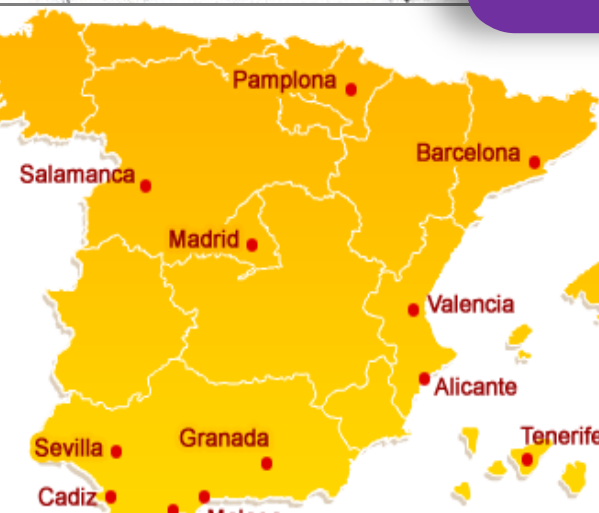 Pamplona
Barcelona
Salamanca
Madrid
Valencia
Alicante
Tenerife
Granada
Sevilla
Cadiz